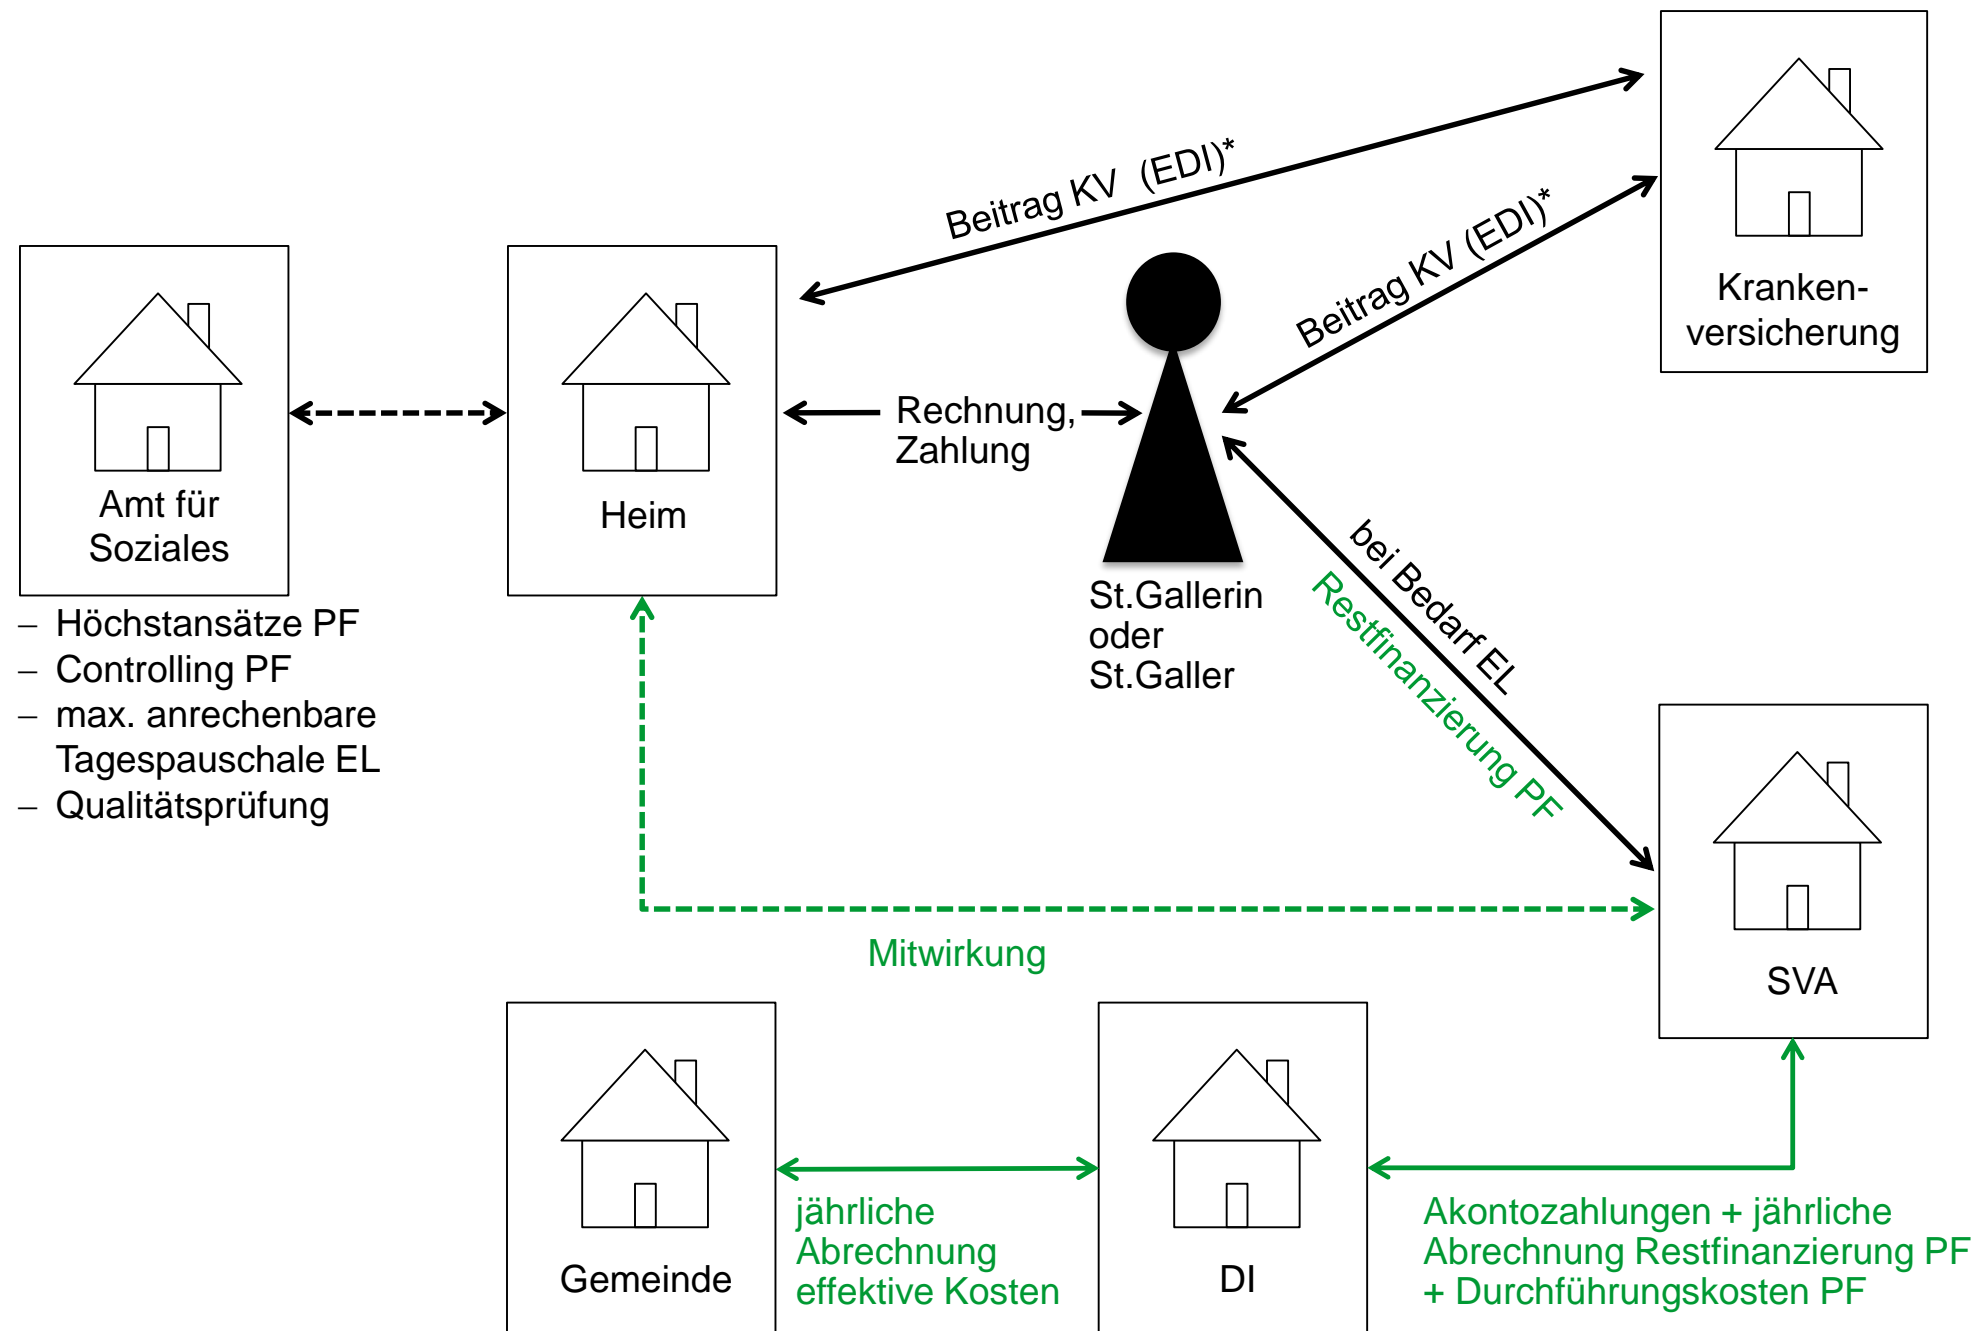 Beitrag KV (EDI)*
Beitrag KV (EDI)*
Kranken-
versicherung
Rechnung,
Zahlung
Amt für
Soziales
Heim
St.Gallerin
oder
St.Galler
bei Bedarf EL
Restfinanzierung PF
– Höchstansätze PF
– Controlling PF
– max. anrechenbare
Tagespauschale EL
– Qualitätsprüfung
Mitwirkung
SVA
Gemeinde
jährliche
Abrechnung
effektive Kosten
DI
Akontozahlungen + jährliche
Abrechnung Restfinanzierung PF
+ Durchführungskosten PF